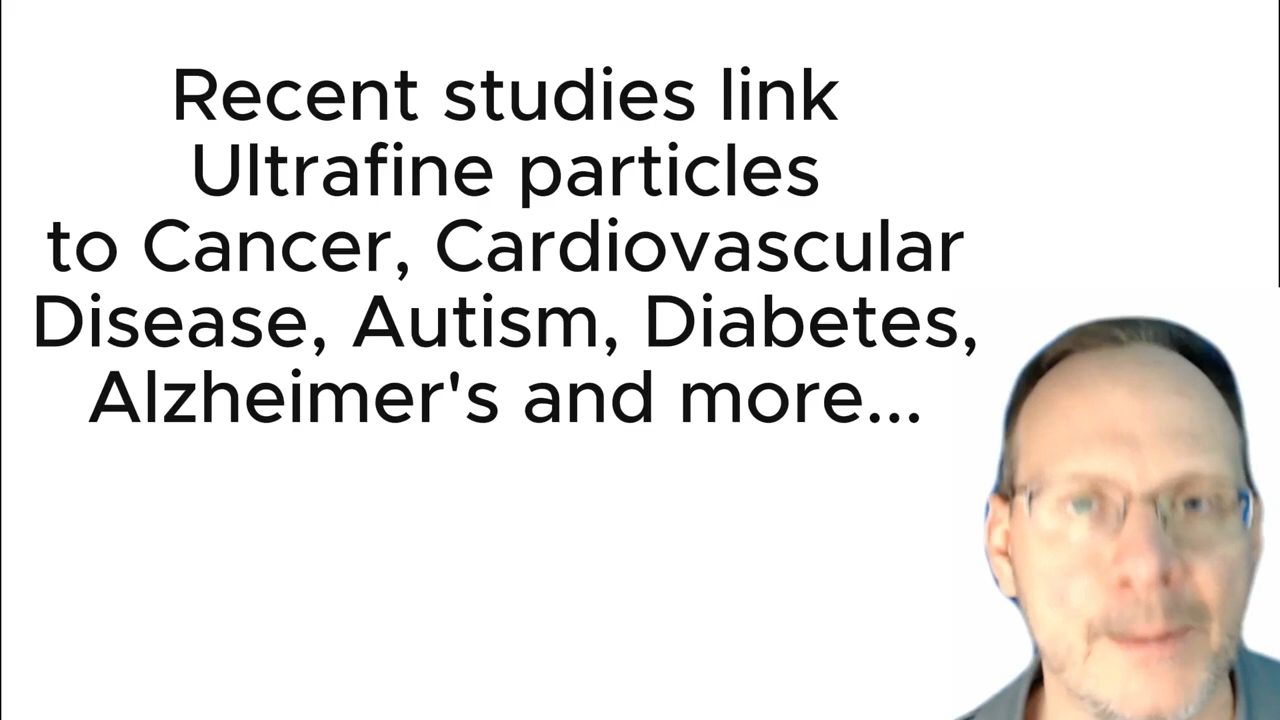 Recent studies link
Ultrafine particles
to Cancer, Cardiovascular
Disease, Autism, Diabetes,
Alzheimer's and more...